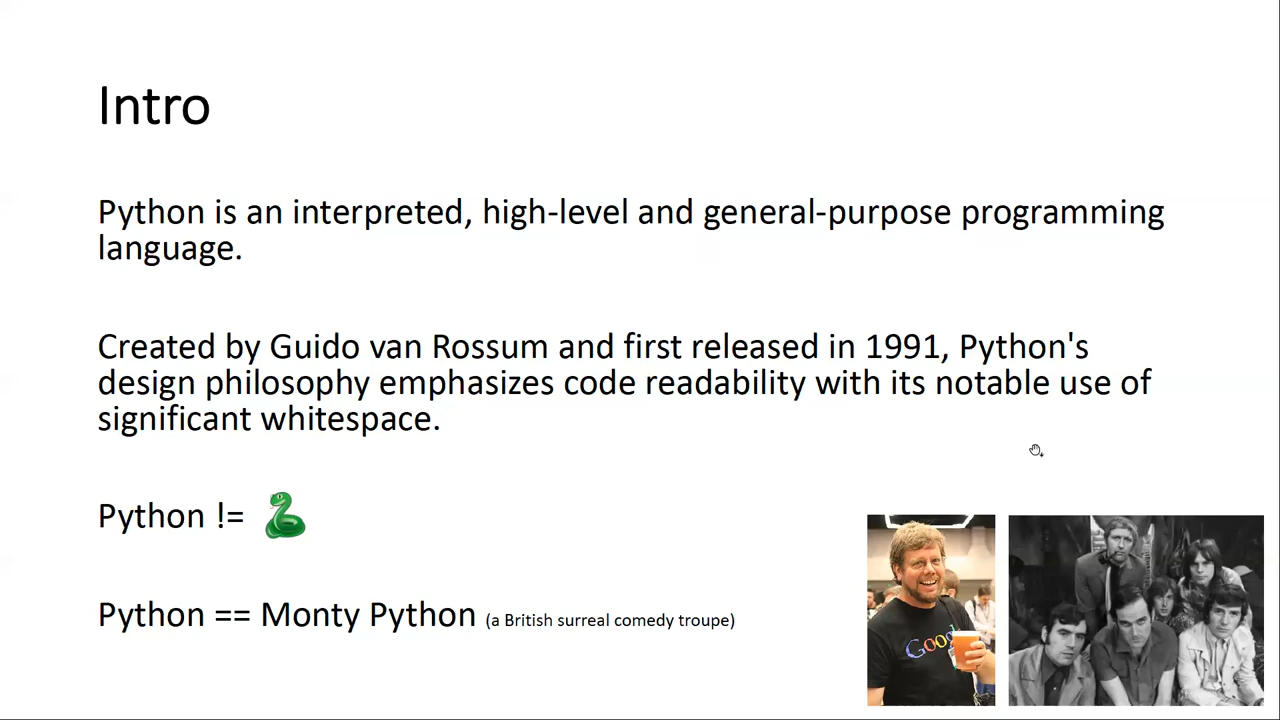 Intro
Python is an interpreted, high-level and general-purpose programming
language.
Created by Guido van Rossum and first released in 1991, Python's
design philosophy emphasizes code readability with its notable use of
significant whitespace.
Python !=
Python == Monty Python (a British surreal comedy troupe)
Goo